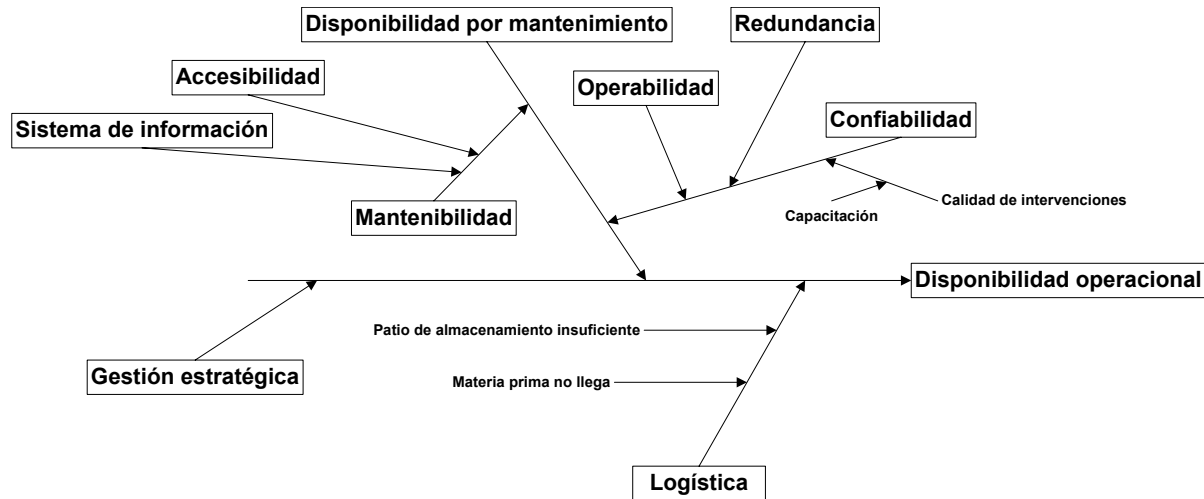 Disponibilidad por mantenimiento
Redundancia
Accesibilidad
Operabilidad
Sistema de información
Confiabilidad
Mantenibilidad
Capacitación
Calidad de intervenciones
Disponibilidad operacional
Patio de almacenamiento insuficiente
Gestión estratégica
Materia prima no llega
Logística